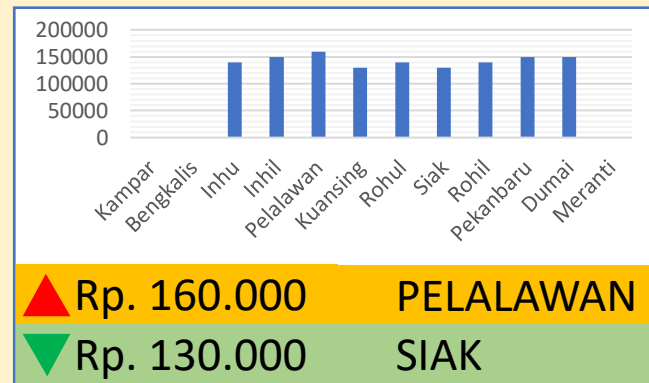 200000
150000
100000
50000
0
Kampar
Bengkalis
Inhu
Inhil
Pelalawan
Kuansing
Rohul
Siak
Rohil
Pekanbaru
Dumai
Meranti
Rp. 160.000 PELALAWAN
Rp. 130.000 SIAK